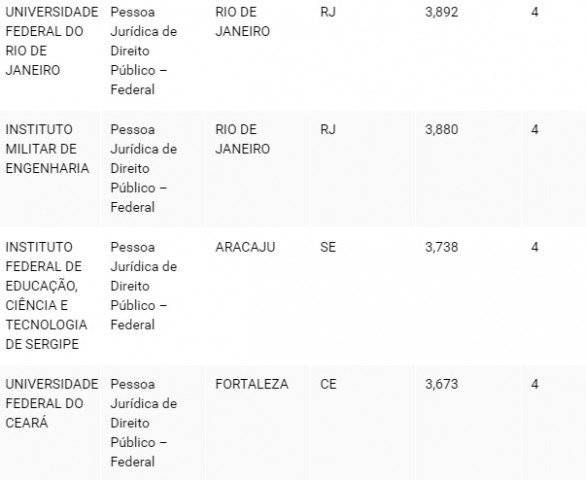 UNIVERSIDADE
FEDERAL DO
RIO DE
JANEIRO
Pessoa
Jurídica de
Direito
Público –
Federal
RIO DE
JANEIRO
RJ
3,892
4
INSTITUTO
MILITAR DE
ENGENHARIA
Pessoa
Jurídica de
Direito
Público –
Federal
RIO DE
JANEIRO
RJ
3,880
4
INSTITUTO
FEDERAL DE
EDUCAÇÃO,
CIÊNCIA E
TECNOLOGIA
DE SERGIPE
Pessoa
Jurídica de
Direito
Público –
Federal
ARACAJU
SE
3,738
4
UNIVERSIDADE
FEDERAL DO
CEARÁ
Pessoa
Jurídica de
Direito
Público –
Federal
FORTALEZA
CE
3,673
4